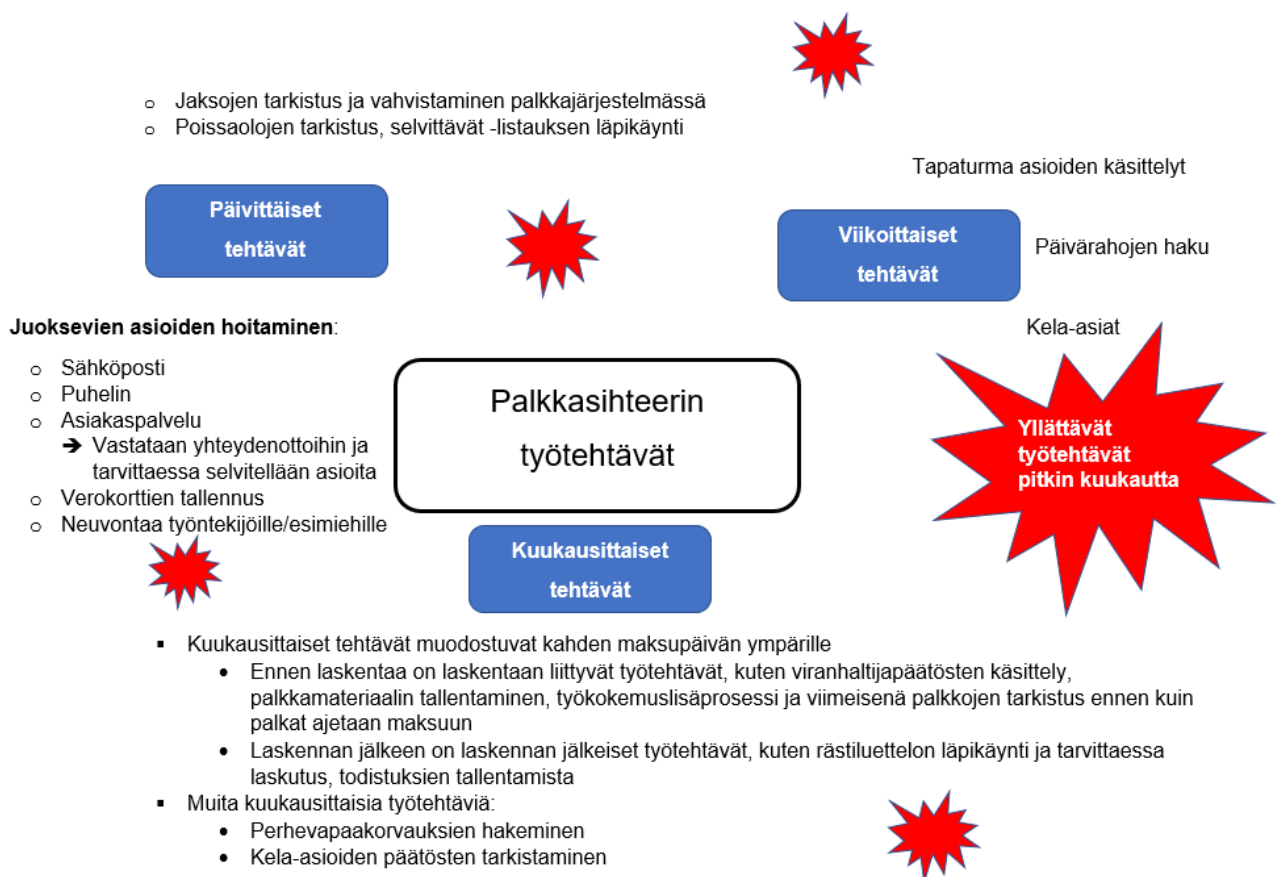 o Jaksojen tarkistus ja vahvistaminen palkkajärjestelmässä
o Poissaolojen tarkistus, selvittävät -listauksen läpikäynti
Päivittäiset
tehtävät
Tapaturma asioiden käsittelyt
Viikoittaiset
tehtävät
Päivärahojen haku
Kela-asiat
Juoksevien asioiden hoitaminen:
o Sähköposti
o Puhelin
o Asiakaspalvelu
➔ Vastataan yhteydenottoihin ja
tarvittaessa selvitellään asioita
o Verokorttien tallennus
o Neuvontaa työntekijöille/esimiehille
Palkkasihteerin
työtehtävät
Yllättävät
työtehtävät
pitkin kuukautta
Kuukausittaiset
tehtävät
▪ Kuukausittaiset tehtävät muodostuvat kahden maksupäivän ympärille
• Ennen laskentaa on laskentaan liittyvät työtehtävät, kuten viranhaltijapäätösten käsittely,
palkkamateriaalin tallentaminen, työkokemuslisäprosessi ja viimeisenä palkkojen tarkistus ennen kuin
palkat ajetaan maksuun
• Laskennan jälkeen on laskennan jälkeiset työtehtävät, kuten rästiluettelon läpikäynti ja tarvittaessa
laskutus, todistuksien tallentamista
▪ Muita kuukausittaisia työtehtäviä:
• Perhevapaakorvauksien hakeminen
• Kela-asioiden päätösten tarkistaminen